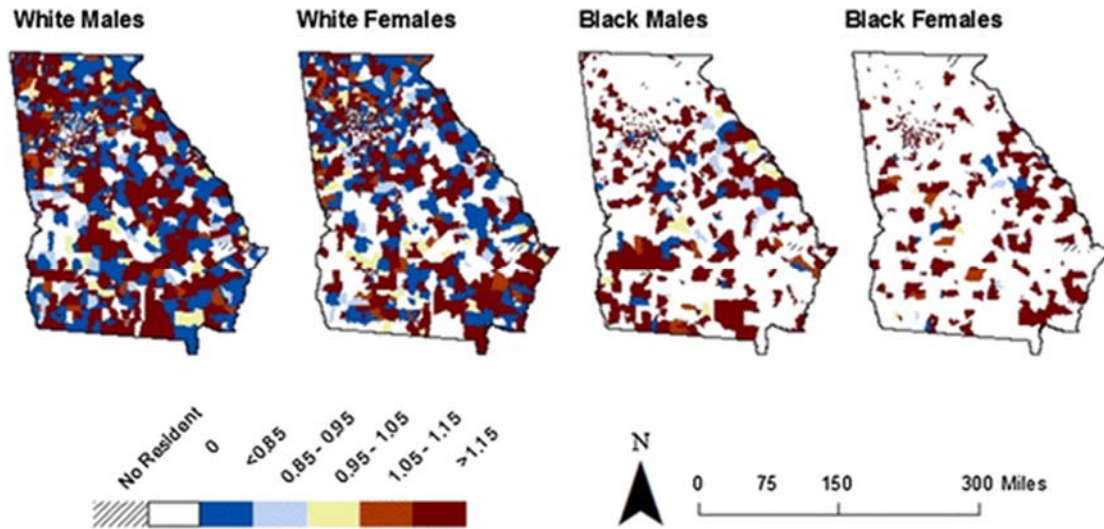 White Males
White Females
Black Males
Black Females
No Resident
0
<0.85
0.85 - 0.95
0.95 - 1.05
1.05 - 1.15
>1.15
N
0 75 150 300 Miles